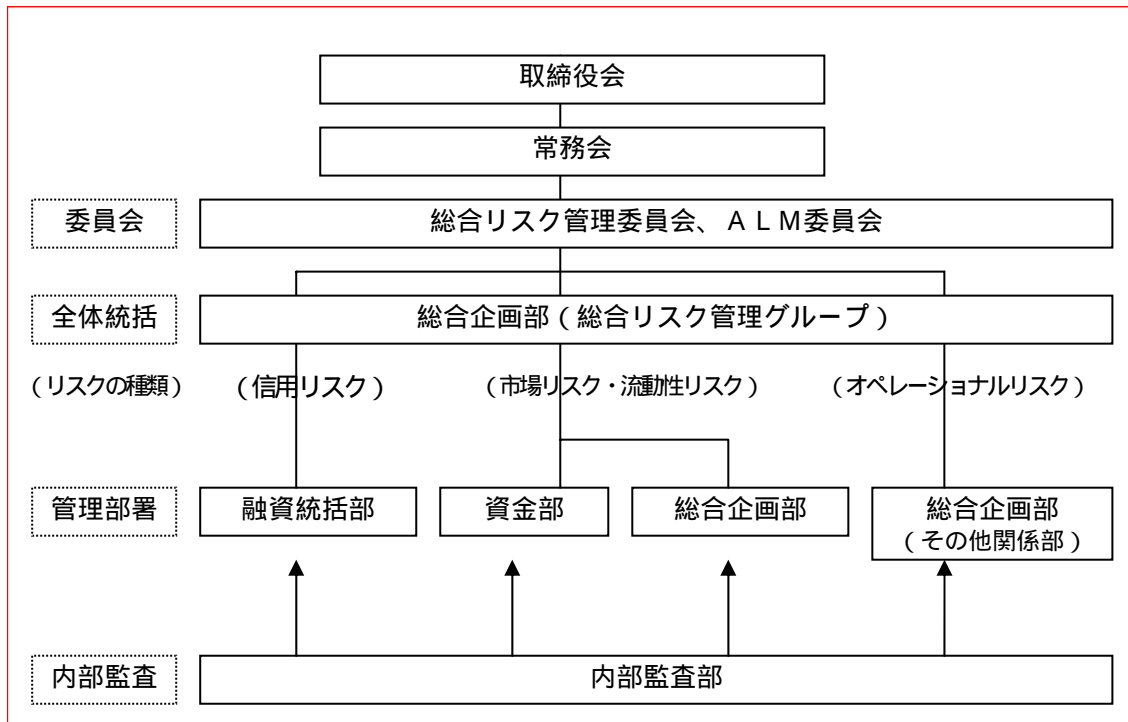 取締役会
常務会
委員会
総合リスク管理委員会、ＡＬＭ委員会
全体統括
総合企画部（総合リスク管理グループ）
（リスクの種類）
（信用リスク）
（市場リスク・流動性リスク）
（オペレーショナルリスク）
管理部署
融資統括部
資金部
総合企画部
総合企画部
（その他関係部）
内部監査
内部監査部